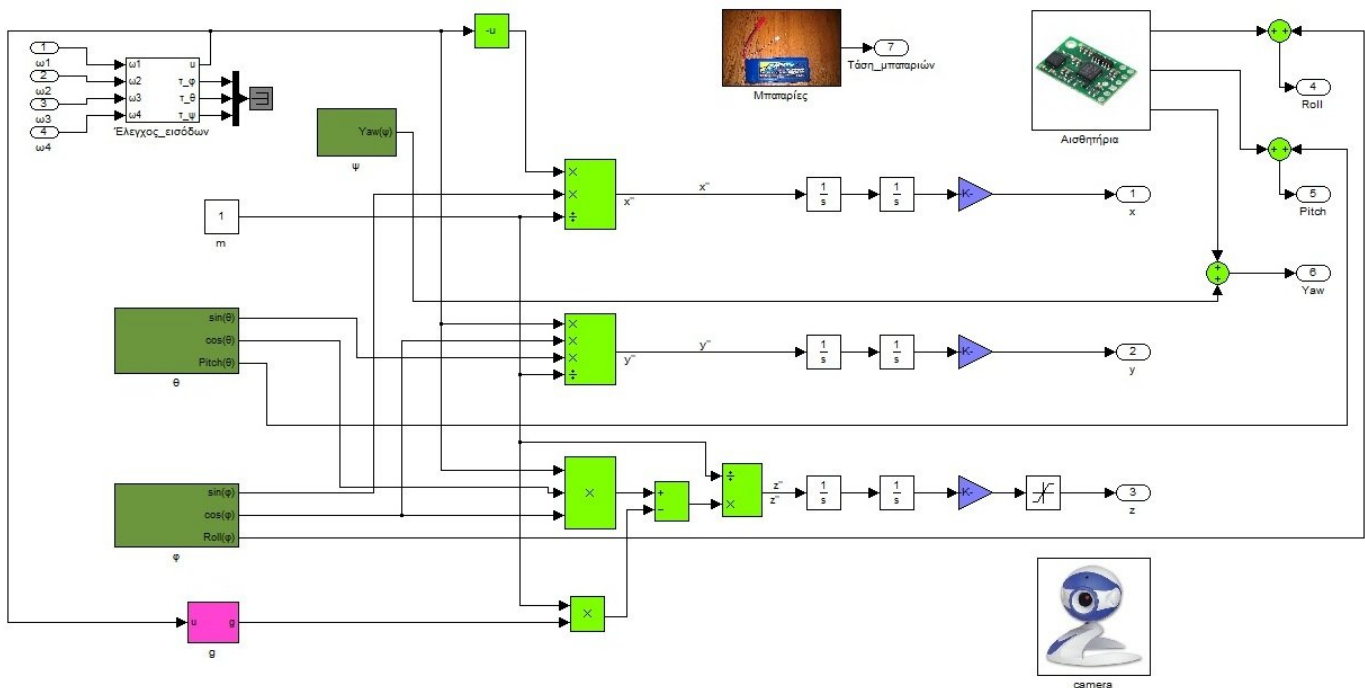 -u
1
ω1
2
ω2
3
ω3
4
ω4
ω1 u
ω2 τ_φ
ω3 τ_θ
ω4 τ_ψ
Έλεγχος_εισόδων
Μπαταρίες
7
Τάση_μπαταριών
Αισθητήρια
+ +
4
Roll
+ +
5
Pitch
Yaw(ψ)
ψ
1
m
×
×
÷
x''
x''
1
s
1
s
K-
1
x
+
+
6
Yaw
sin(θ)
cos(θ)
Pitch(θ)
θ
×
×
×
÷
y''
y''
1
s
1
s
K-
2
y
sin(φ)
cos(φ)
Roll(φ)
φ
×
+
−
÷
×
z''
z''
1
s
1
s
K-
3
z
u g
g
×
camera